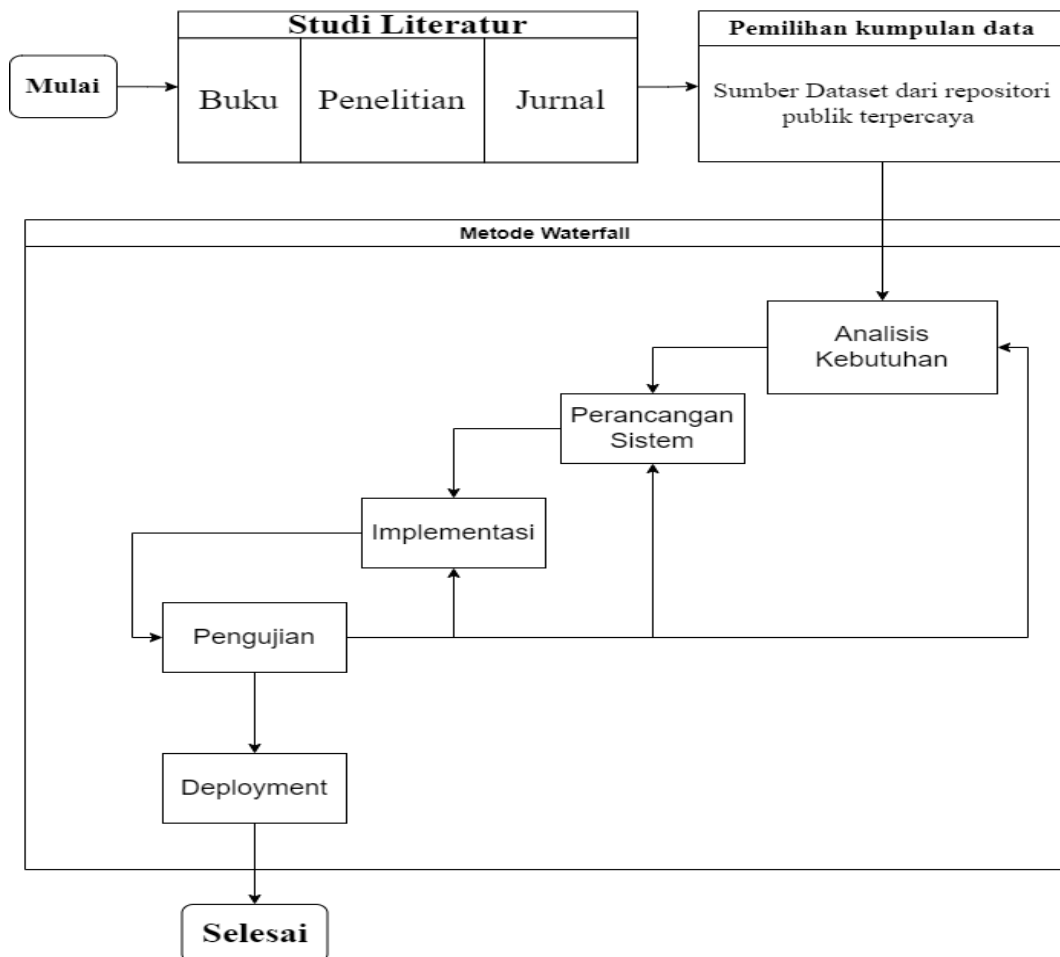 Mulai
Studi Literatur
Buku
Penelitian
Jurnal
Pemilihan kumpulan data
Sumber Dataset dari repositori
publik terpercaya
Metode Waterfall
Analisis
Kebutuhan
Perancangan
Sistem
Implementasi
Pengujian
Deployment
Selesai